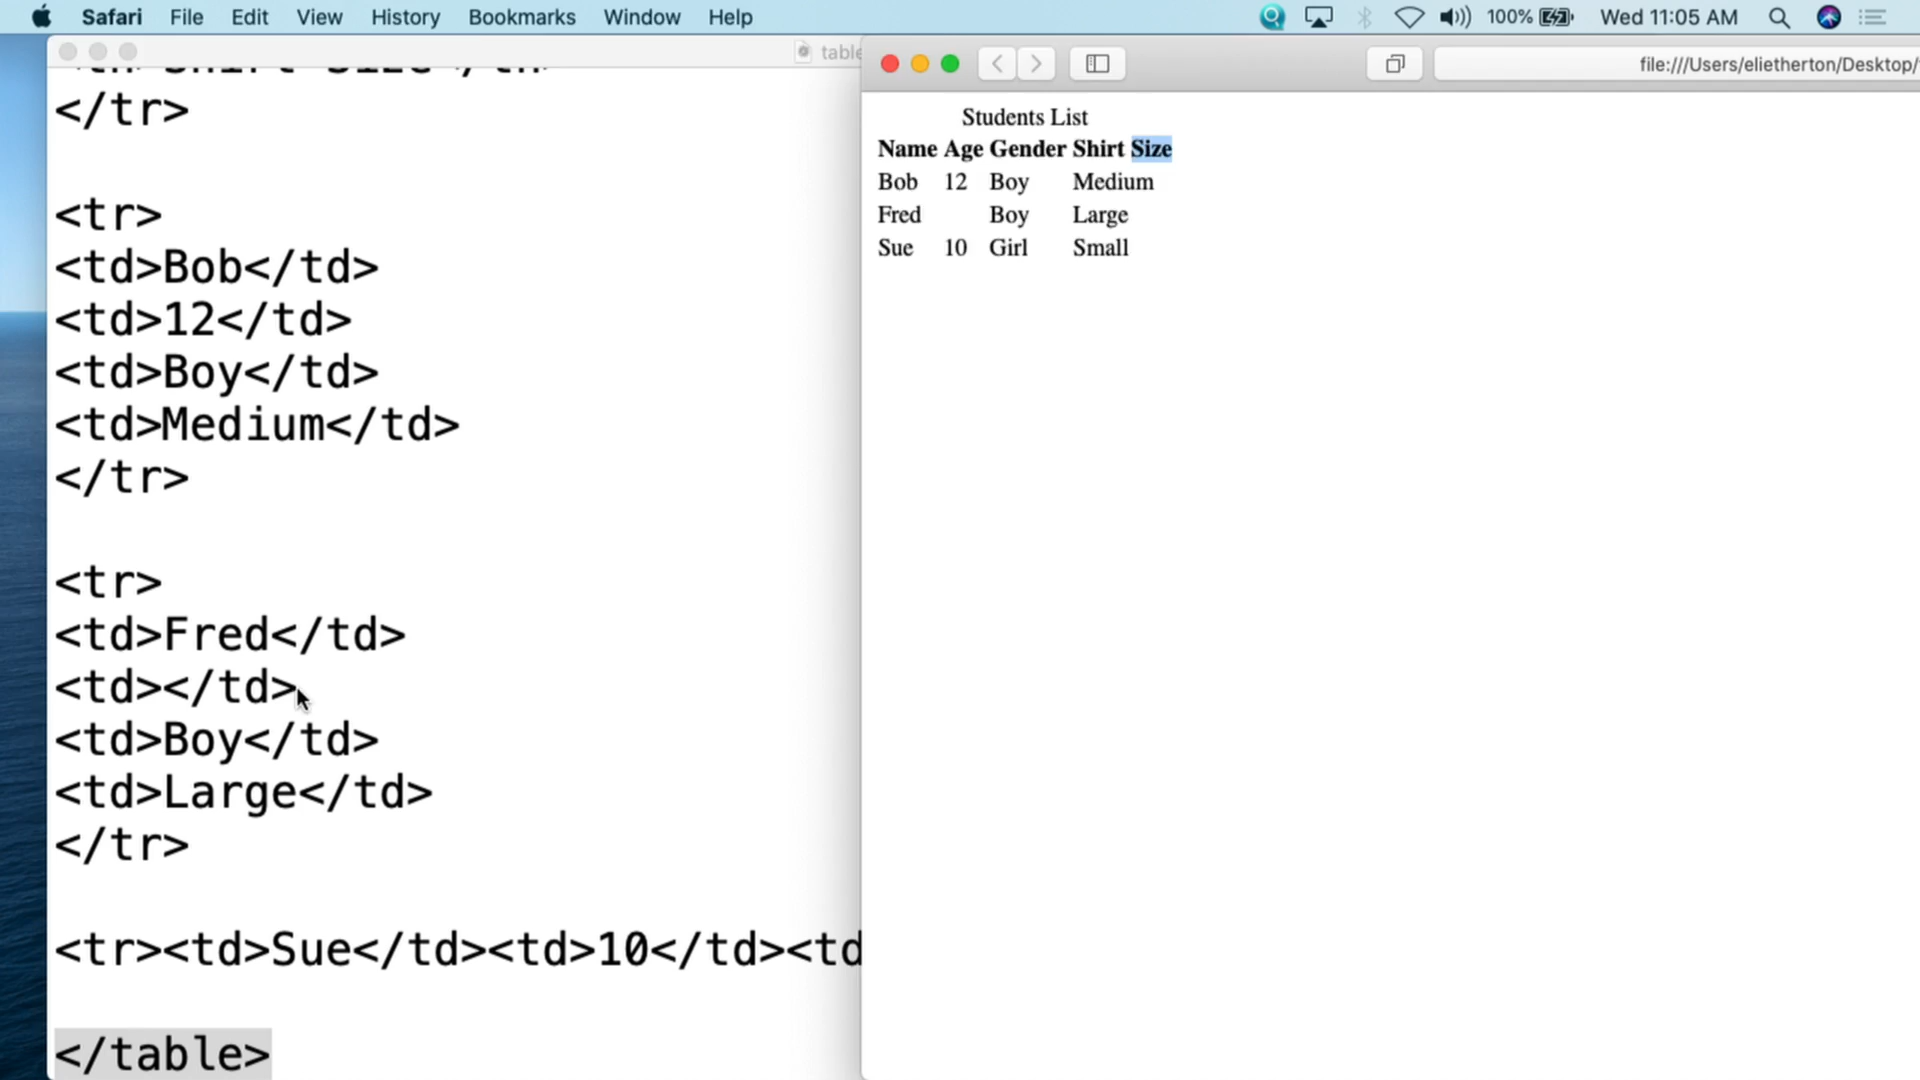 Safari File Edit View History Bookmarks Window Help 100% Wed 11:05 AM
table
</tr>
<tr>
<td>Bob</td>
<td>12</td>
<td>Boy</td>
<td>Medium</td>
</tr>
<tr>
<td>Fred</td>
<td></td>
<td>Boy</td>
<td>Large</td>
</tr>
<tr><td>Sue</td><td>10</td><td
</table>
file:///Users/elietherton/Desktop/
Students List
Name Age Gender Shirt Size
Bob 12 Boy Medium
Fred Boy Large
Sue 10 Girl Small